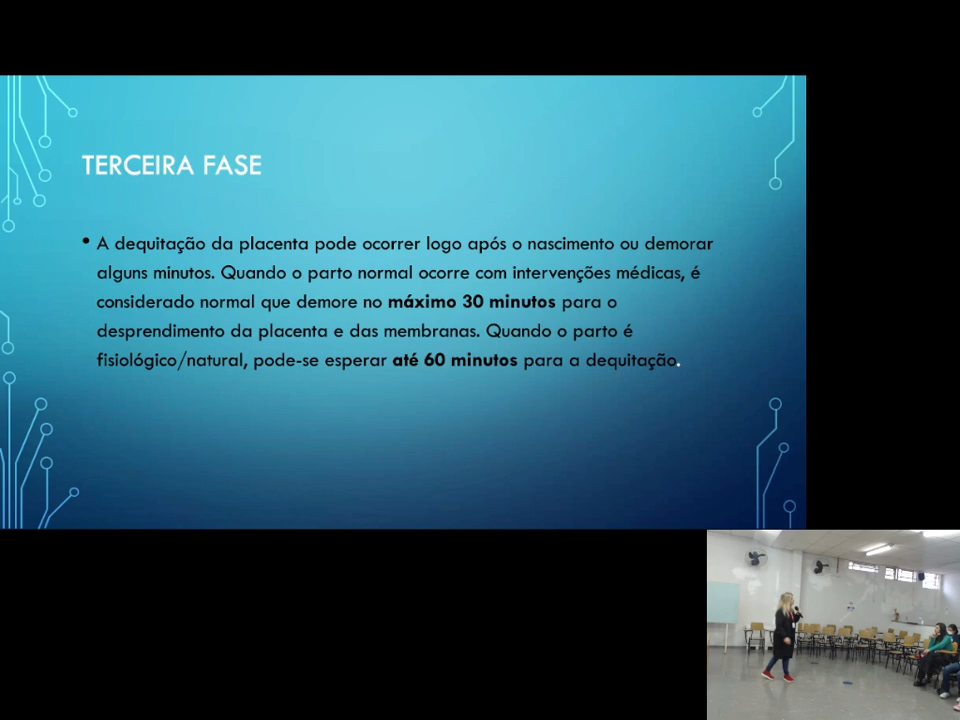 TERCEIRA FASE
• A dequitação da placenta pode ocorrer logo após o nascimento ou demorar
alguns minutos. Quando o parto normal ocorre com intervenções médicas, é
considerado normal que demore no máximo 30 minutos para o
desprendimento da placenta e das membranas. Quando o parto é
fisiológico/natural, pode-se esperar até 60 minutos para a dequitação.